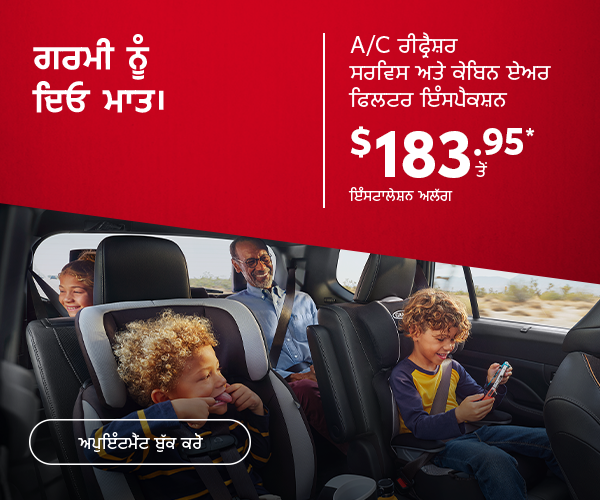 ਗਰਮੀ ਨੂੰ
ਦਿਓ ਮਾਤ।
A/C ਰੀਫ੍ਰੈਸ਼ਰ
ਸਰਵਿਸ ਅਤੇ ਕੇਬਿਨ ਏਅਰ
ਫਿਲਟਰ ਇੰਸਪੈਕਸ਼ਨ
$183.95* ਤੋਂ
ਇੰਸਟਾਲੇਸ਼ਨ ਅਲੱਗ
ਅਪੁਇੰਟਮੈਂਟ ਬੁੱਕ ਕਰੋ